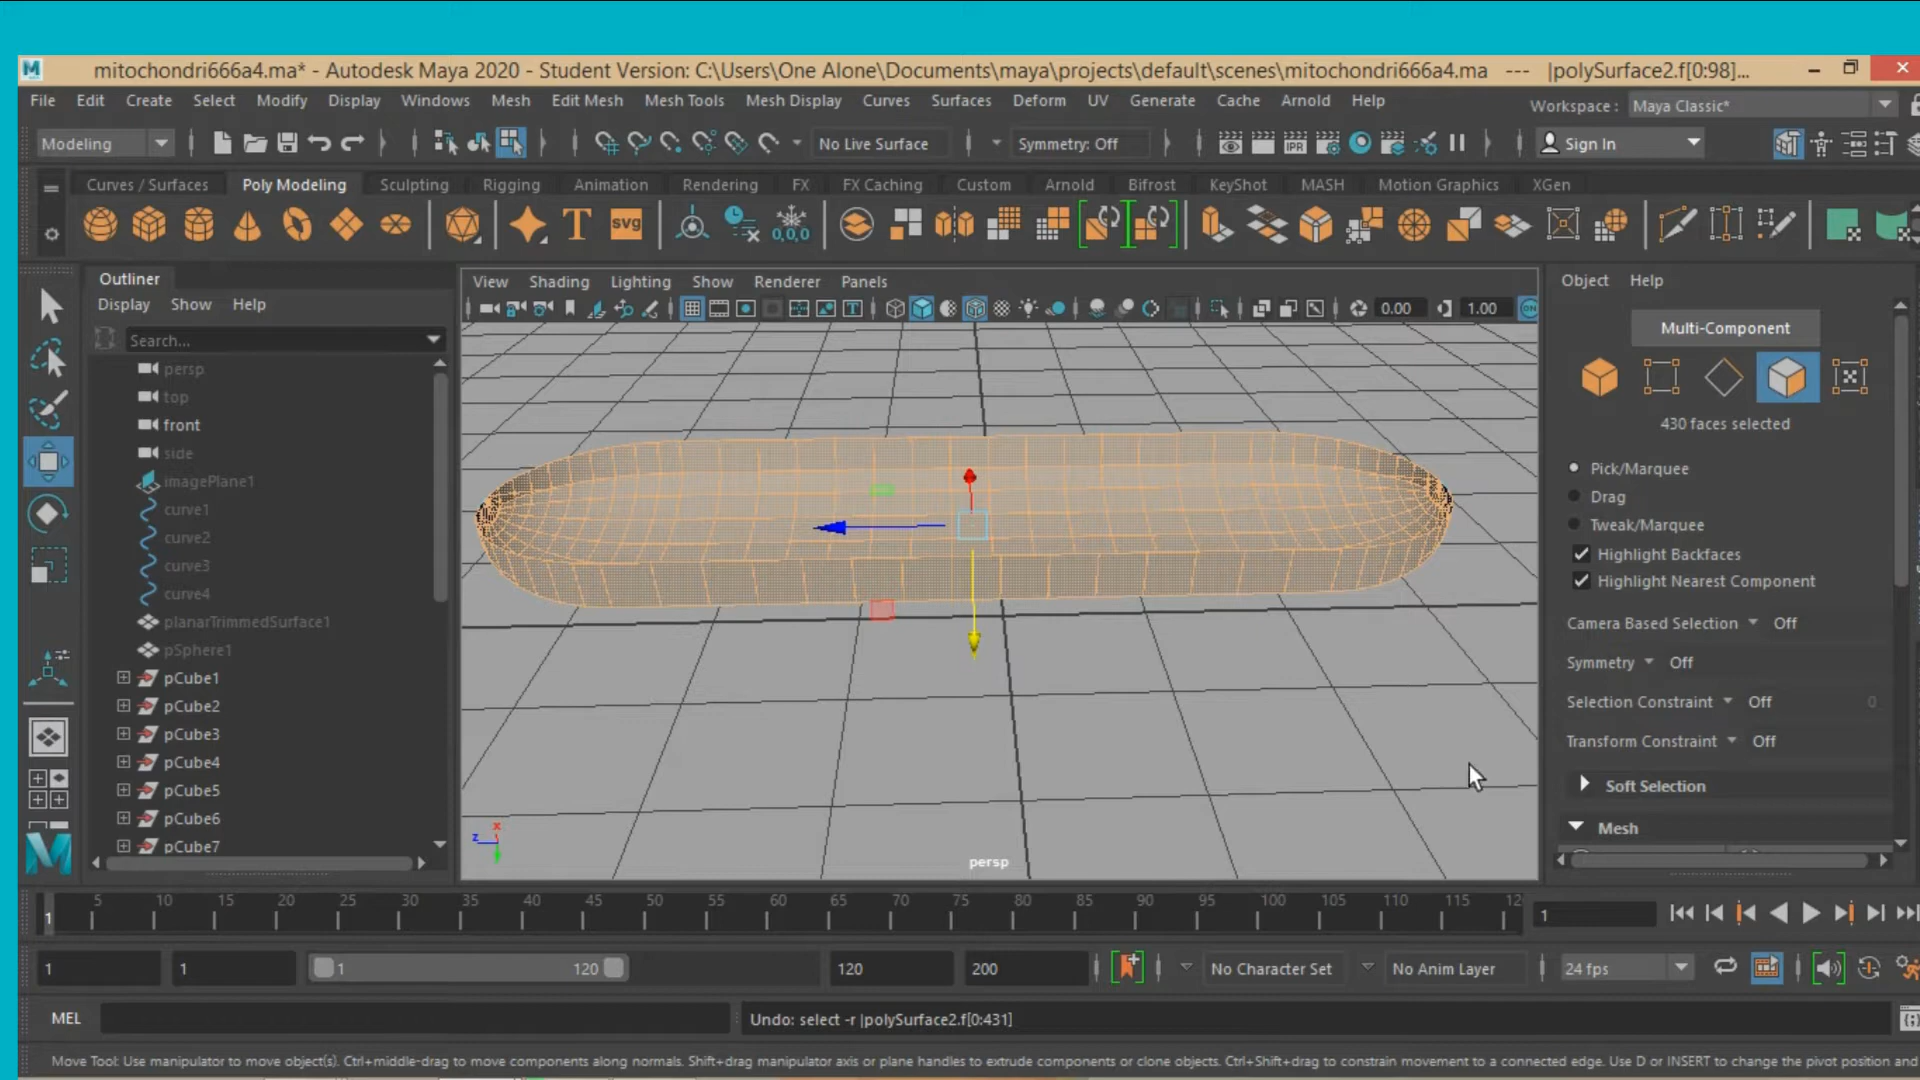 mitochondri666a4.ma* - Autodesk Maya 2020 - Student Version: C:\Users\One Alone\Documents\maya\projects\default\scenes\mitochondri666a4.ma --- |polySurface2.f[0:98]...
File Edit Create Select Modify Display Windows Mesh Edit Mesh Mesh Tools Mesh Display Curves Surfaces Deform UV Generate Cache Arnold Help
Workspace : Maya Classic*
Modeling No Live Surface Symmetry: Off Sign In
IPR
Curves / Surfaces Poly Modeling Sculpting Rigging Animation Rendering FX FX Caching Custom Arnold Bifrost KeyShot MASH Motion Graphics XGen
T SVG 0,0,0
Outliner
Display Show Help
Search...
persp
top
front
side
imagePlane1
curve1
curve2
curve3
curve4
planarTrimmedSurface1
pSphere1
pCube1
pCube2
pCube3
pCube4
pCube5
pCube6
pCube7
View Shading Lighting Show Renderer Panels
0.00 1.00 ON
x
z
persp
Object Help
Multi-Component
430 faces selected
Pick/Marquee
Drag
Tweak/Marquee
Highlight Backfaces
Highlight Nearest Component
Camera Based Selection Off
Symmetry Off
Selection Constraint Off 0
Transform Constraint Off
Soft Selection
Mesh
1 5 10 15 20 25 30 35 40 45 50 55 60 65 70 75 80 85 90 95 100 105 110 115 12
1
1 1 1 120 120 200 No Character Set No Anim Layer 24 fps
MEL Undo: select -r |polySurface2.f[0:431]
Move Tool: Use manipulator to move object(s). Ctrl+middle-drag to move components along normals. Shift+drag manipulator axis or plane handles to extrude components or clone objects. Ctrl+Shift+drag to constrain movement to a connected edge. Use D or INSERT to change the pivot position and